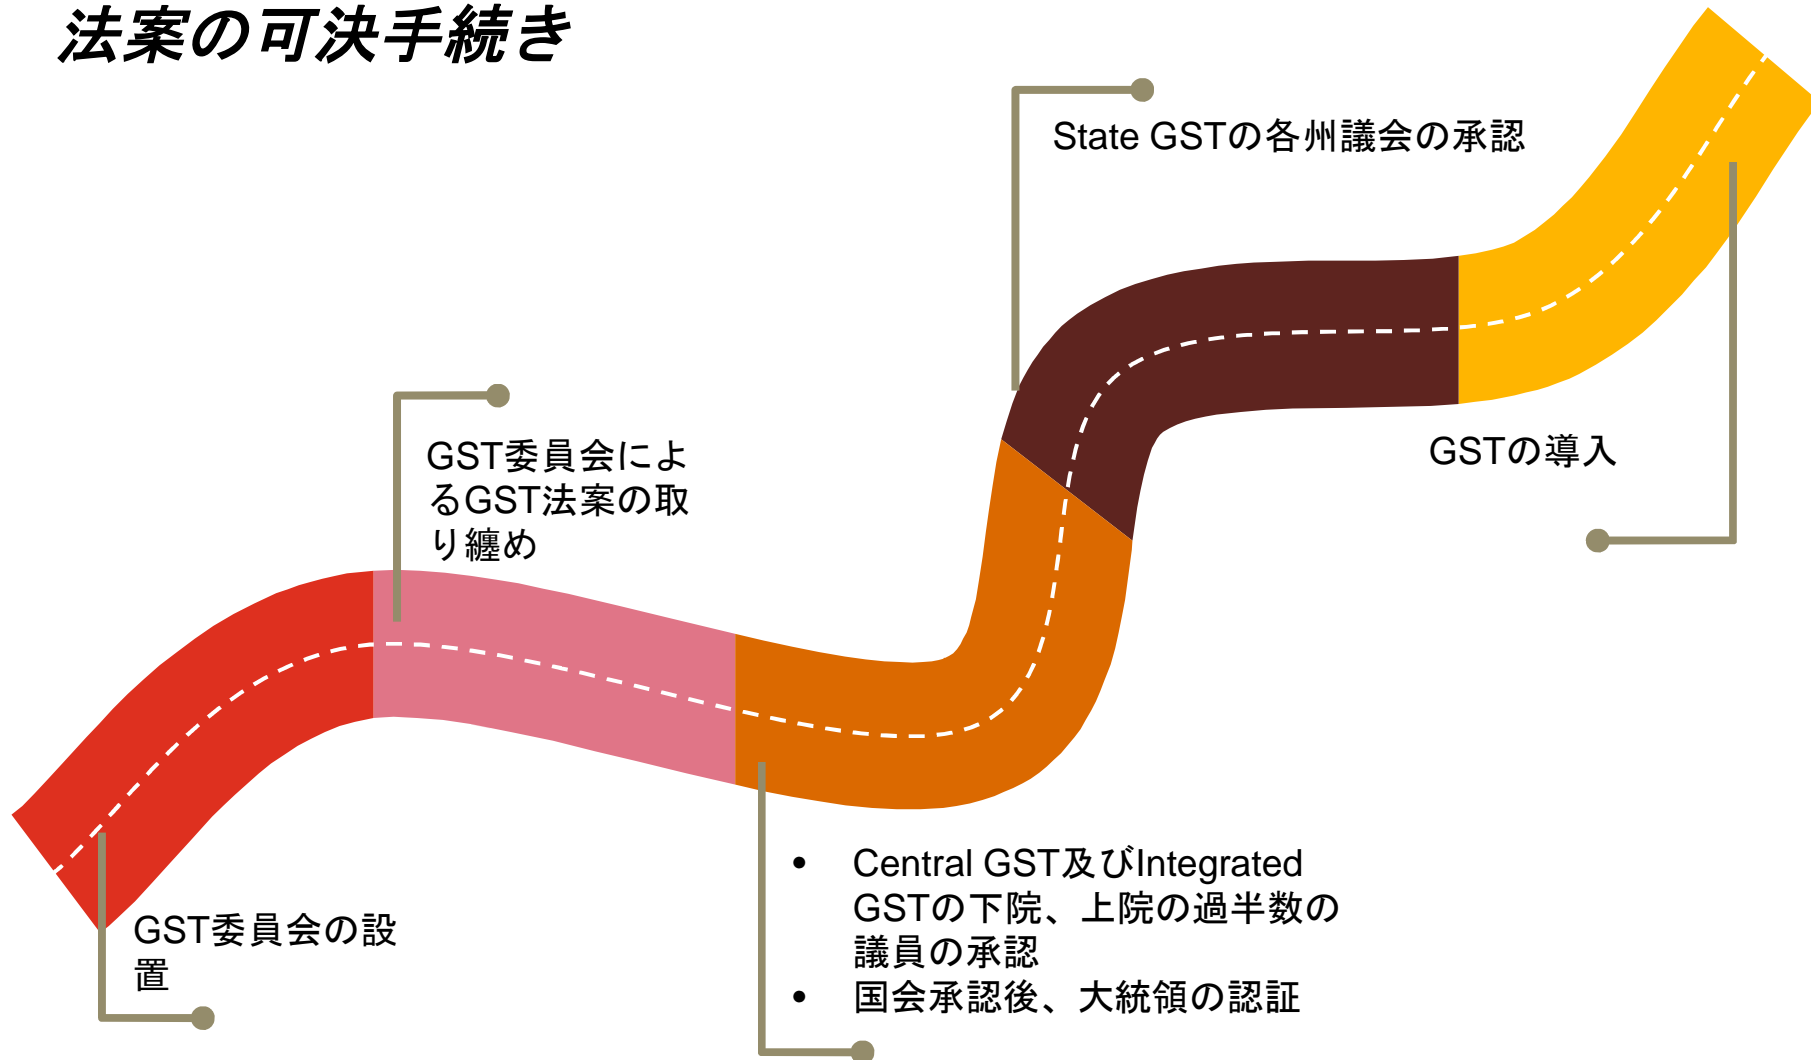 法案の可決手続き
State GSTの各州議会の承認
GST委員会によ
るGST法案の取
り纏め
GSTの導入
GST委員会の設
置
• Central GST及びIntegrated
GSTの下院、上院の過半数の
議員の承認
• 国会承認後、大統領の認証